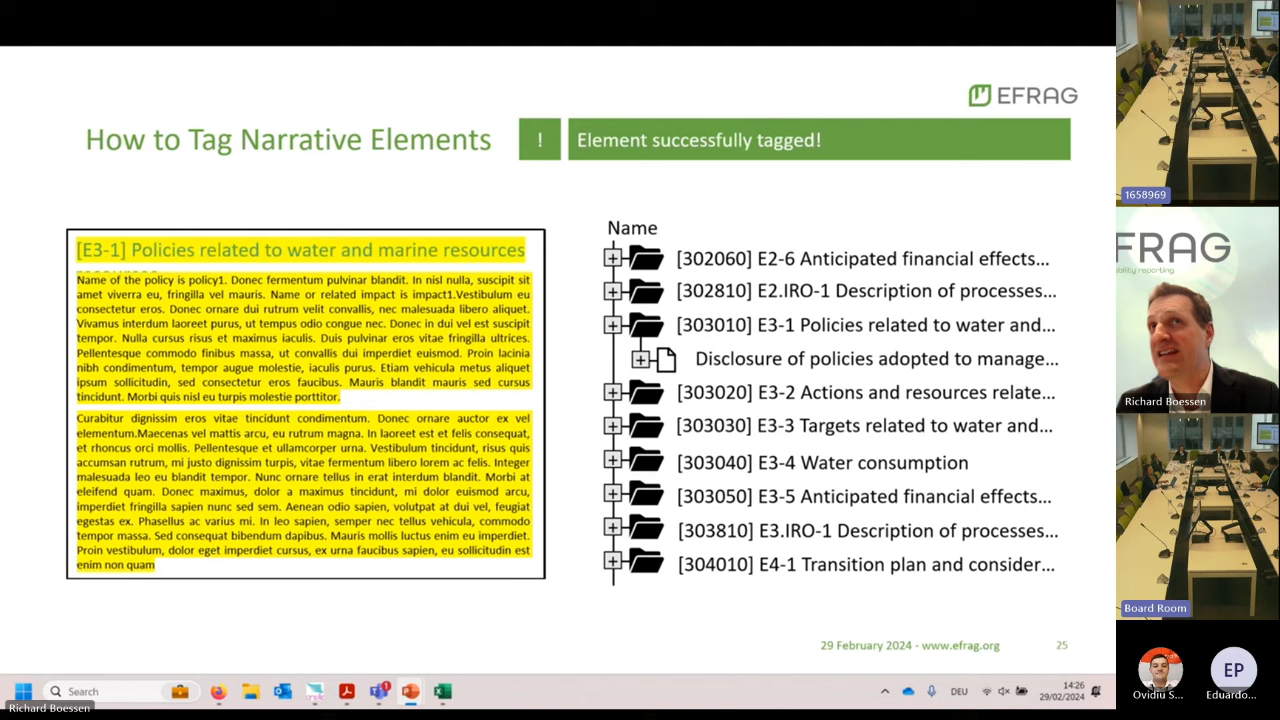 EFRAG
How to Tag Narrative Elements
!
Element successfully tagged!
[E3-1] Policies related to water and marine resources
Name of the policy is policy1. Donec fermentum pulvinar blandit. In nisl nulla, suscipit sit
amet viverra eu, fringilla vel mauris. Name or related impact is impact1.Vestibulum eu
consectetur eros. Donec ornare dui rutrum velit convallis, nec malesuada libero aliquet.
Vivamus interdum laoreet purus, ut tempus odio congue nec. Donec in dui vel est suscipit
tempor. Nulla cursus risus et maximus iaculis. Duis pulvinar eros vitae fringilla ultrices.
Pellentesque commodo finibus massa, ut convallis dui imperdiet euismod. Proin lacinia
nibh condimentum, tempor augue molestie, iaculis purus. Etiam vehicula metus aliquet
ipsum sollicitudin, sed consectetur eros faucibus. Mauris blandit mauris sed cursus
tincidunt. Morbi quis nisl eu turpis molestie porttitor.
Curabitur dignissim eros vitae tincidunt condimentum. Donec ornare auctor ex vel
elementum.Maecenas vel mattis arcu, eu rutrum magna. In laoreet est et felis consequat,
et rhoncus orci mollis. Pellentesque et ullamcorper urna. Vestibulum tincidunt, risus quis
accumsan rutrum, mi justo dignissim turpis, vitae fermentum libero lorem ac felis. Integer
malesuada leo eu blandit tempor. Nunc ornare tellus in erat interdum blandit. Morbi at
eleifend quam. Donec maximus, dolor a maximus tincidunt, mi dolor euismod arcu,
imperdiet fringilla sapien nunc sed sem. Aenean odio sapien, volutpat at dui vel, feugiat
egestas ex. Phasellus ac varius mi. In leo sapien, semper nec tellus vehicula, commodo
tempor massa. Sed consequat bibendum dapibus. Mauris mollis luctus enim eu imperdiet.
Proin vestibulum, dolor eget imperdiet cursus, ex urna faucibus sapien, eu sollicitudin est
enim non quam
Name
[302060] E2-6 Anticipated financial effects...
[302810] E2.IRO-1 Description of processes...
[303010] E3-1 Policies related to water and...
Disclosure of policies adopted to manage...
[303020] E3-2 Actions and resources relate...
[303030] E3-3 Targets related to water and...
[303040] E3-4 Water consumption
[303050] E3-5 Anticipated financial effects...
[303810] E3.IRO-1 Description of processes...
[304010] E4-1 Transition plan and consider...
29 February 2024 - www.efrag.org
25
Search
DEU
14:26
29/02/2024
Richard Boessen
1658969
FRAG
bility reporting
Richard Boessen
Board Room
EP
Ovidiu S...
Eduardo...